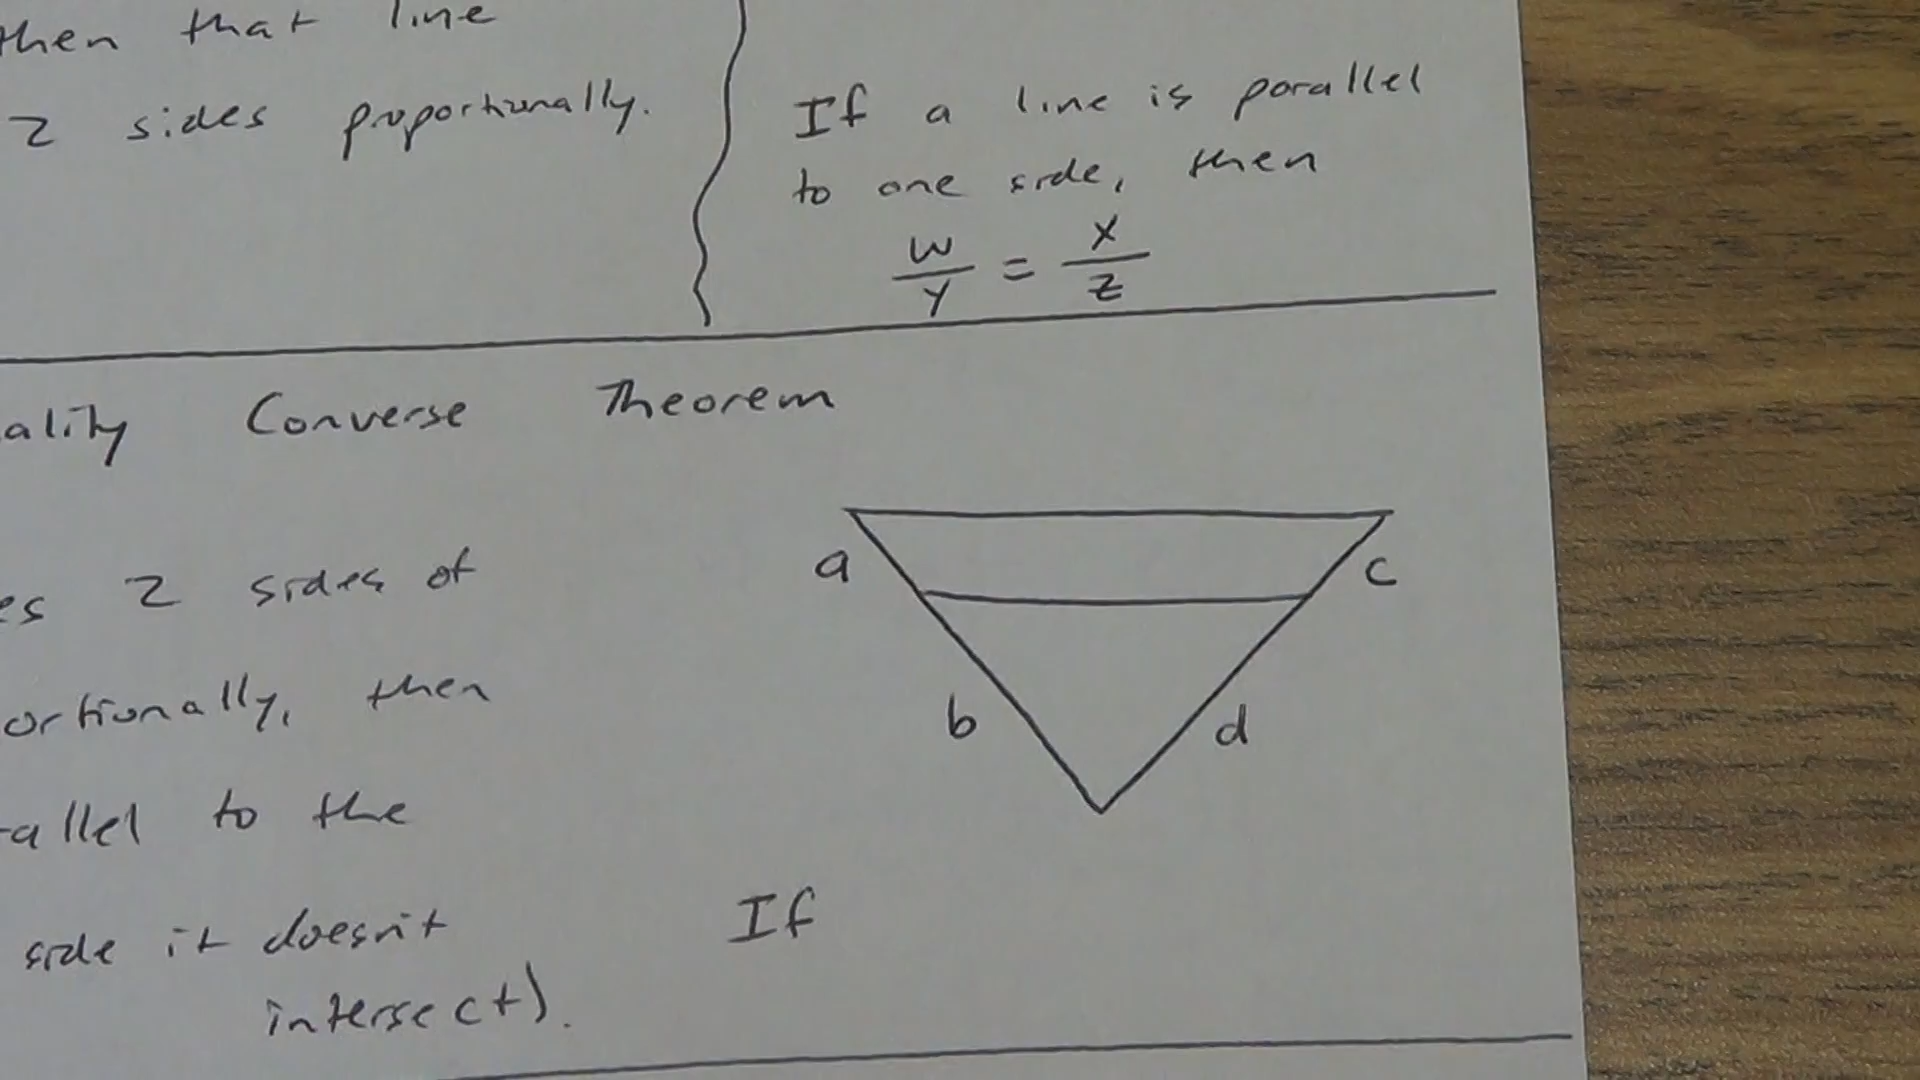 then that line
2 sides proportionally.
If a line is parallel
to one side, then
w/y = x/z
ality Converse Theorem
es 2 sides of
ortionally, then
allel to the
side it doesn't
intersect).
a
c
b
d
If